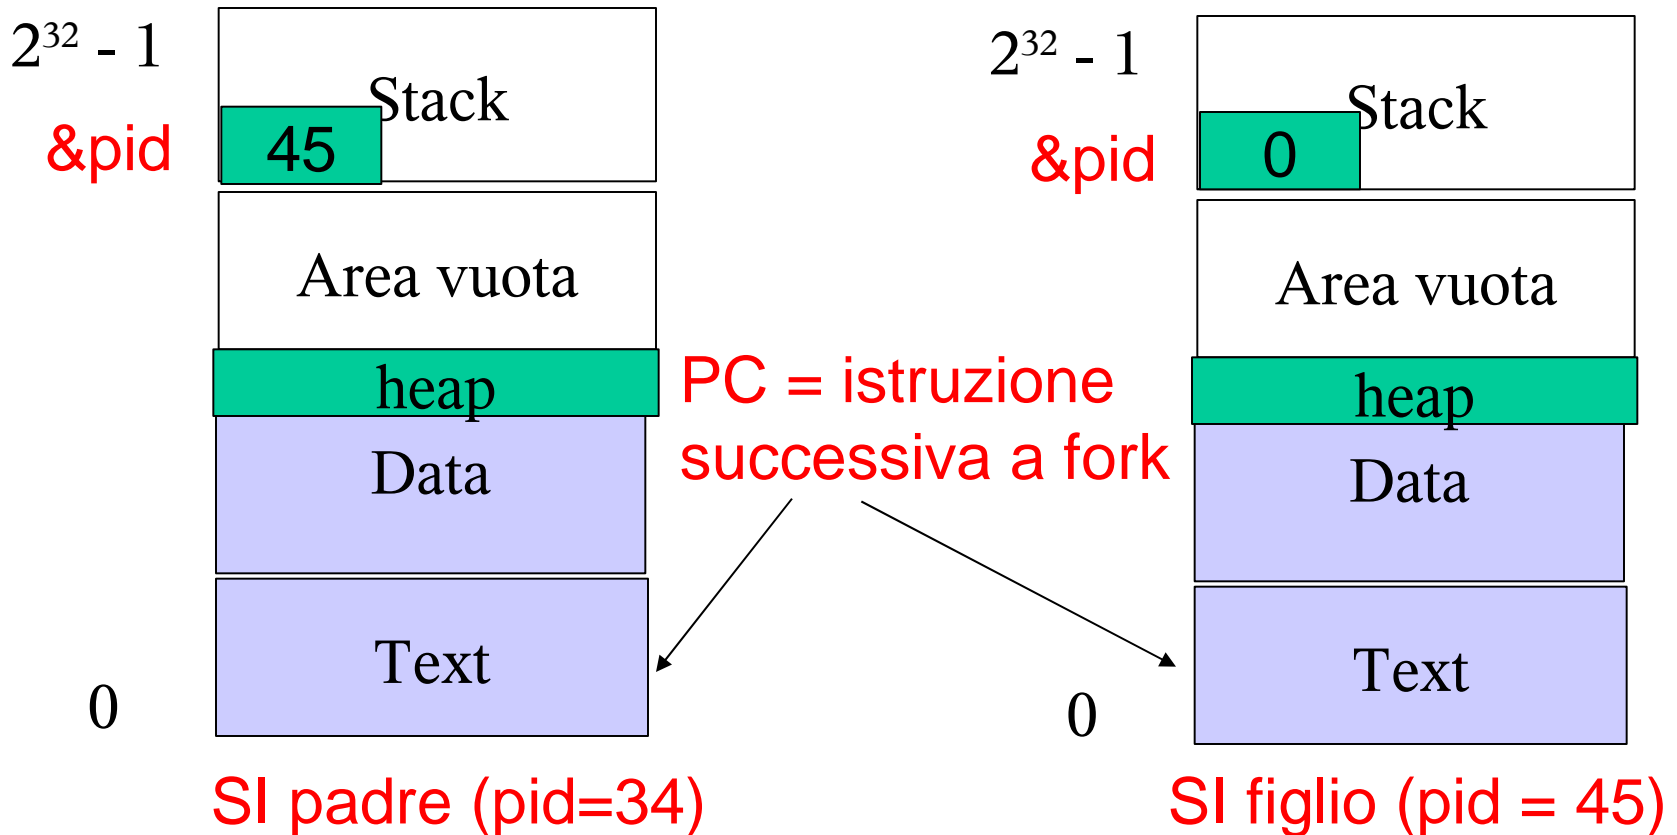 2³² - 1
Stack
&pid
45
Area vuota
heap
Data
Text
0
SI padre (pid=34)
PC = istruzione
successiva a fork
2³² - 1
Stack
&pid
0
Area vuota
heap
Data
Text
0
SI figlio (pid = 45)